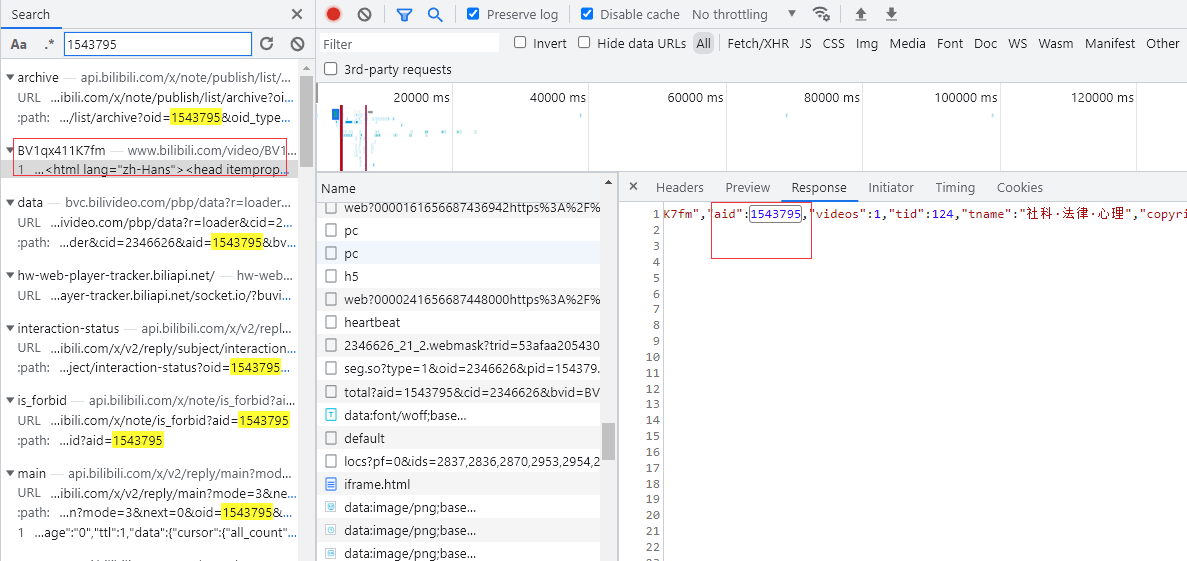 Search
Aa .* 1543795
archive — api.bilibili.com/x/note/publish/list/...
URL …ibili.com/x/note/publish/list/archive?oi...
:path: …/list/archive?oid=1543795&oid_type...
BV1qx411K7fm — www.bilibili.com/video/BV1...
1 …<html lang="zh-Hans"><head itemprop...
data — bvc.bilivideo.com/pbp/data?r=loader...
URL …ivideo.com/pbp/data?r=loader&cid=2...
:path: …der&cid=2346626&aid=1543795&bv...
hw-web-player-tracker.biliapi.net/ — hw-web...
URL …ayer-tracker.biliapi.net/socket.io/?buvi...
interaction-status — api.bilibili.com/x/v2/repl...
URL …ibili.com/x/v2/reply/subject/interaction...
:path: …ject/interaction-status?oid=1543795...
is_forbid — api.bilibili.com/x/note/is_forbid?ai...
URL …ibili.com/x/note/is_forbid?aid=1543795
:path: …id?aid=1543795
main — api.bilibili.com/x/v2/reply/main?mod...
URL …ibili.com/x/v2/reply/main?mode=3&ne...
:path: …n?mode=3&next=0&oid=1543795&...
1 …age":"0","ttl":1,"data":{"cursor":{"all_count"...
Preserve log Disable cache No throttling
Filter Invert Hide data URLs All Fetch/XHR JS CSS Img Media Font Doc WS Wasm Manifest Other
3rd-party requests
20000 ms 40000 ms 60000 ms 80000 ms 100000 ms 120000 ms
Name
web?0000161656687436942https%3A%2F%
pc
pc
h5
web?0000241656687448000https%3A%2F%
heartbeat
2346626_21_2.webmask?trid=53afaa205430
seg.so?type=1&oid=2346626&pid=154379.
total?aid=1543795&cid=2346626&bvid=BV
data:font/woff;base...
default
locs?pf=0&ids=2837,2836,2870,2953,2954,2
iframe.html
data:image/png;base...
data:image/png;base...
data:image/png;base...
Headers Preview Response Initiator Timing Cookies
1 K7fm","aid":1543795,"videos":1,"tid":124,"tname":"社科·法律·心理","copyri
2
3
4
5
6
7
8
9
10
11
12
13
14
15
16
17
18
19
20
21
22
23